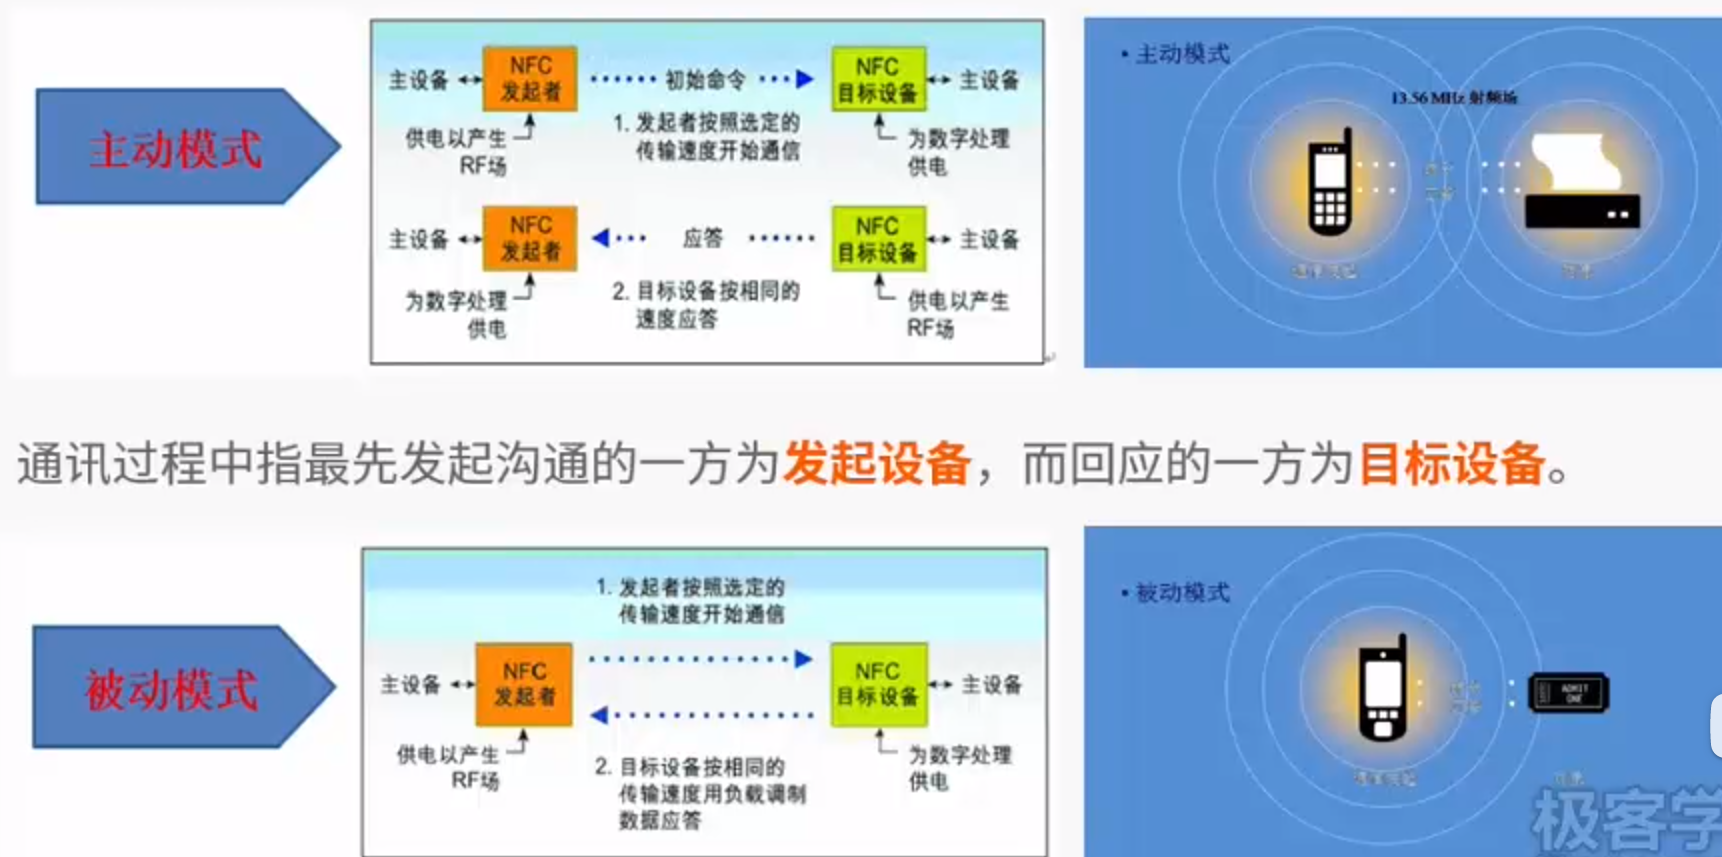 主动模式
主设备
NFC
发起者
初始命令
NFC
目标设备
主设备
供电以产生
RF场
1. 发起者按照选定的
传输速度开始通信
为数字处理
供电
主设备
NFC
发起者
应答
NFC
目标设备
主设备
为数字处理
供电
2. 目标设备按相同的
速度应答
供电以产生
RF场
• 主动模式
13.56 MHz 射频场
通讯过程中指最先发起沟通的一方为发起设备，而回应的一方为目标设备。
被动模式
1. 发起者按照选定的
传输速度开始通信
主设备
NFC
发起者
NFC
目标设备
主设备
供电以产生
RF场
2. 目标设备按相同的
传输速度用负载调制
数据应答
为数字处理
供电
• 被动模式
ADMIT
ONE
极客学